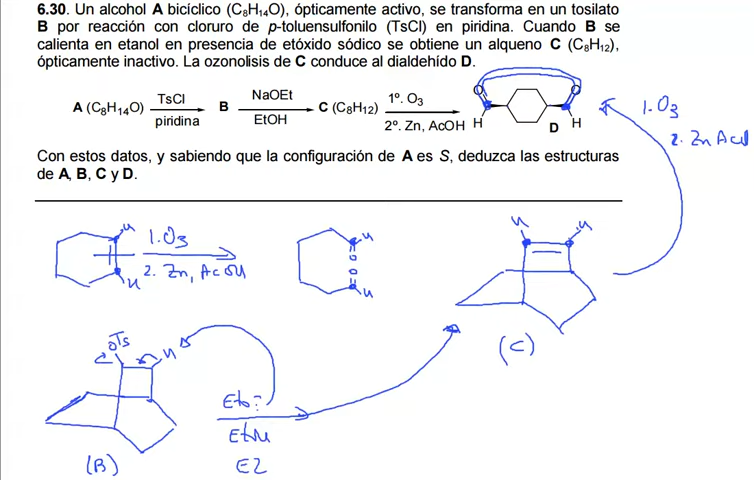 6.30. Un alcohol A bicíclico (C₈H₁₄O), ópticamente activo, se transforma en un tosilato
B por reacción con cloruro de p-toluensulfonilo (TsCl) en piridina. Cuando B se
calienta en etanol en presencia de etóxido sódico se obtiene un alqueno C (C₈H₁₂),
ópticamente inactivo. La ozonolisis de C conduce al dialdehído D.
A (C₈H₁₄O) TsCl piridina B NaOEt EtOH C (C₈H₁₂) 1º. O₃ 2º. Zn, AcOH O O H D H
1. O3
2. Zn AcOH
Con estos datos, y sabiendo que la configuración de A es S, deduzca las estructuras
de A, B, C y D.
H H 1. O3
2. Zn, AcOH
H O O H
H H
(C)
OTs H
EtO
EtOH
E2
(B)